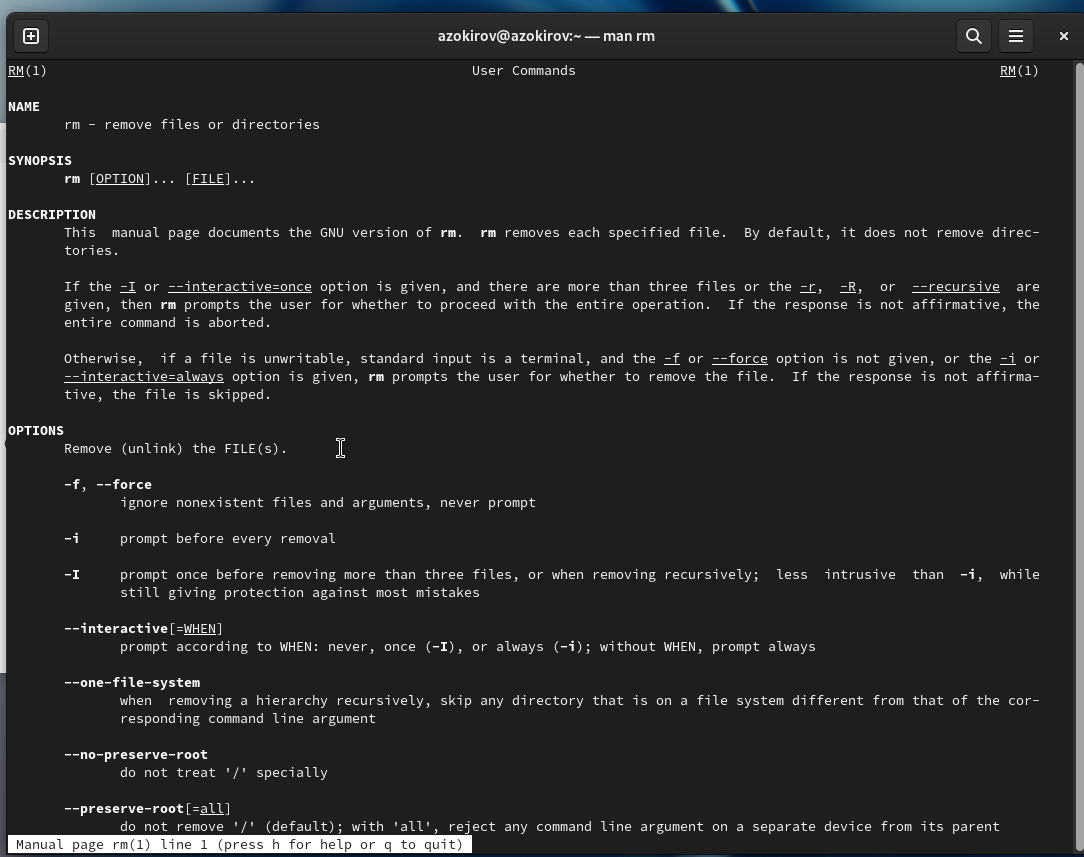 azokirov@azokirov:~ — man rm
RM(1) User Commands RM(1)
NAME
rm - remove files or directories
SYNOPSIS
rm [OPTION]... [FILE]...
DESCRIPTION
This manual page documents the GNU version of rm. rm removes each specified file. By default, it does not remove direc-
tories.
If the -I or --interactive=once option is given, and there are more than three files or the -r, -R, or --recursive are
given, then rm prompts the user for whether to proceed with the entire operation. If the response is not affirmative, the
entire command is aborted.
Otherwise, if a file is unwritable, standard input is a terminal, and the -f or --force option is not given, or the -i or
--interactive=always option is given, rm prompts the user for whether to remove the file. If the response is not affirma-
tive, the file is skipped.
OPTIONS
Remove (unlink) the FILE(s).
-f, --force
ignore nonexistent files and arguments, never prompt
-i prompt before every removal
-I prompt once before removing more than three files, or when removing recursively; less intrusive than -i, while
still giving protection against most mistakes
--interactive[=WHEN]
prompt according to WHEN: never, once (-I), or always (-i); without WHEN, prompt always
--one-file-system
when removing a hierarchy recursively, skip any directory that is on a file system different from that of the cor-
responding command line argument
--no-preserve-root
do not treat '/' specially
--preserve-root[=all]
do not remove '/' (default); with 'all', reject any command line argument on a separate device from its parent
Manual page rm(1) line 1 (press h for help or q to quit)